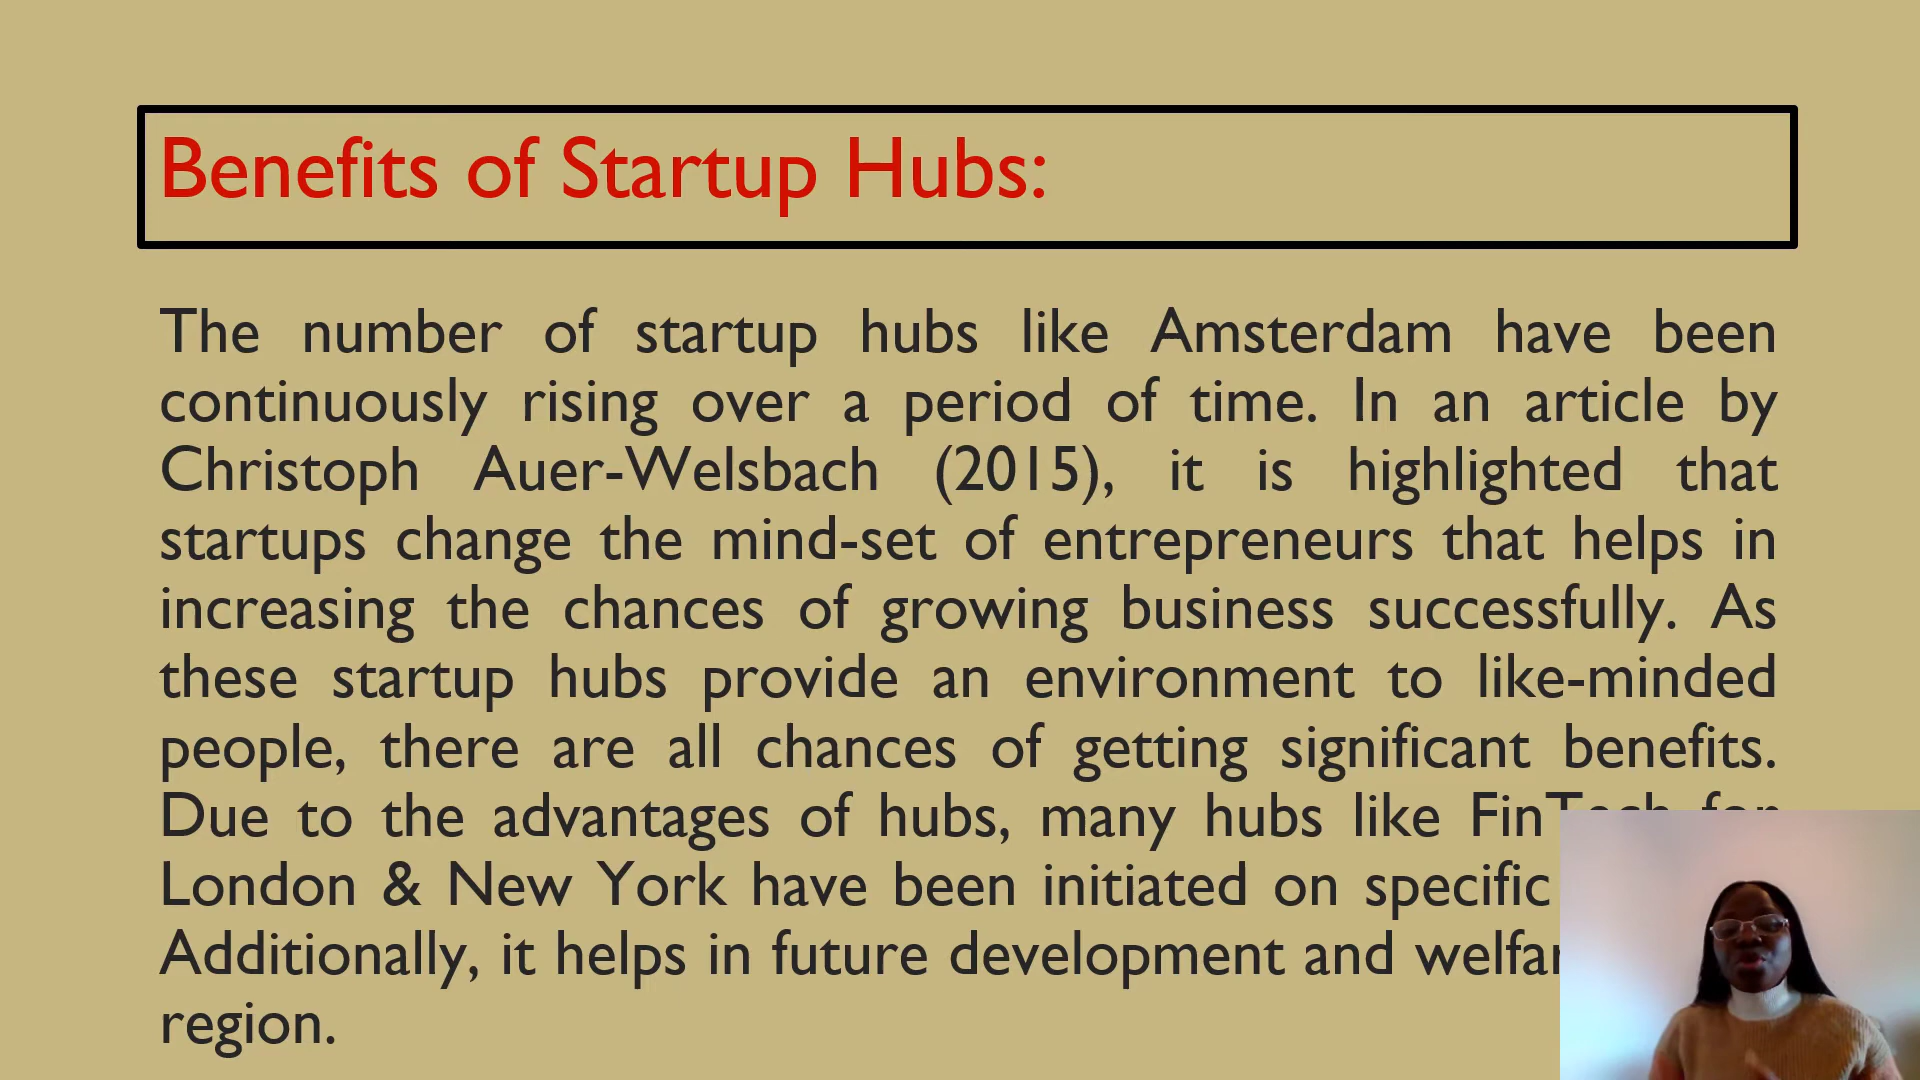 Benefits of Startup Hubs:
The number of startup hubs like Amsterdam have been
continuously rising over a period of time. In an article by
Christoph Auer-Welsbach (2015), it is highlighted that
startups change the mind-set of entrepreneurs that helps in
increasing the chances of growing business successfully. As
these startup hubs provide an environment to like-minded
people, there are all chances of getting significant benefits.
Due to the advantages of hubs, many hubs like FinTech for
London & New York have been initiated on specific
Additionally, it helps in future development and
region.